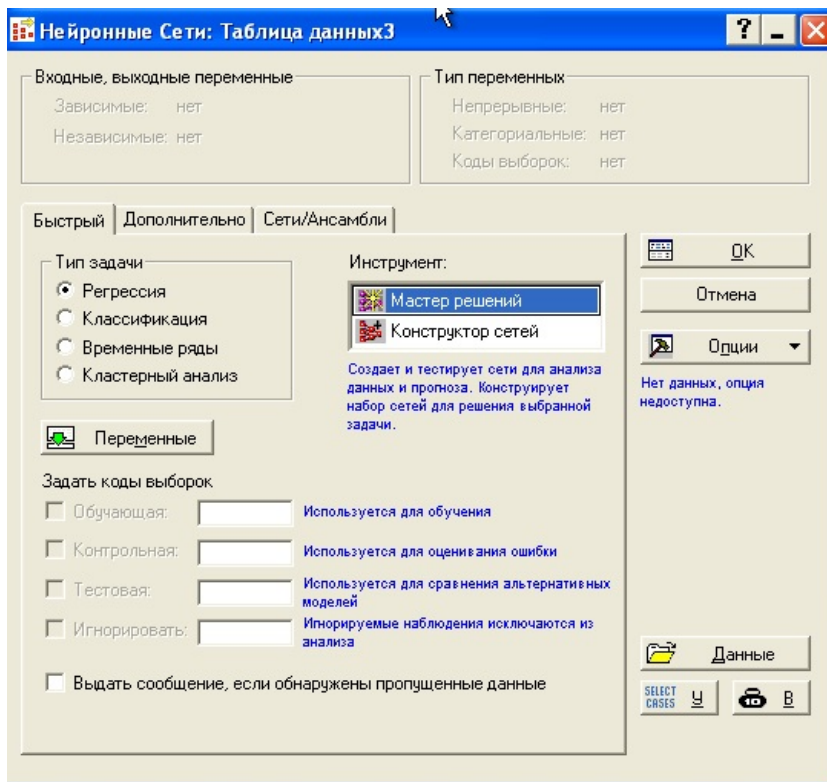 Нейронные Сети: Таблица данных3
Входные, выходные переменные
Зависимые: нет
Независимые: нет
Тип переменных
Непрерывные: нет
Категориальные: нет
Коды выборок: нет
Быстрый Дополнительно Сети/Ансамбли
Тип задачи
Регрессия
Классификация
Временные ряды
Кластерный анализ
Инструмент:
Мастер решений
Конструктор сетей
Создает и тестирует сети для анализа
данных и прогноза. Конструирует
набор сетей для решения выбранной
задачи.
Переменные
Задать коды выборок
Обучающая: Используется для обучения
Контрольная: Используется для оценивания ошибки
Тестовая: Используется для сравнения альтернативных
моделей
Игнорировать: Игнорируемые наблюдения исключаются из
анализа
Выдать сообщение, если обнаружены пропущенные данные
OK
Отмена
Опции
Нет данных, опция
недоступна.
Данные
SELECT
CASES У В